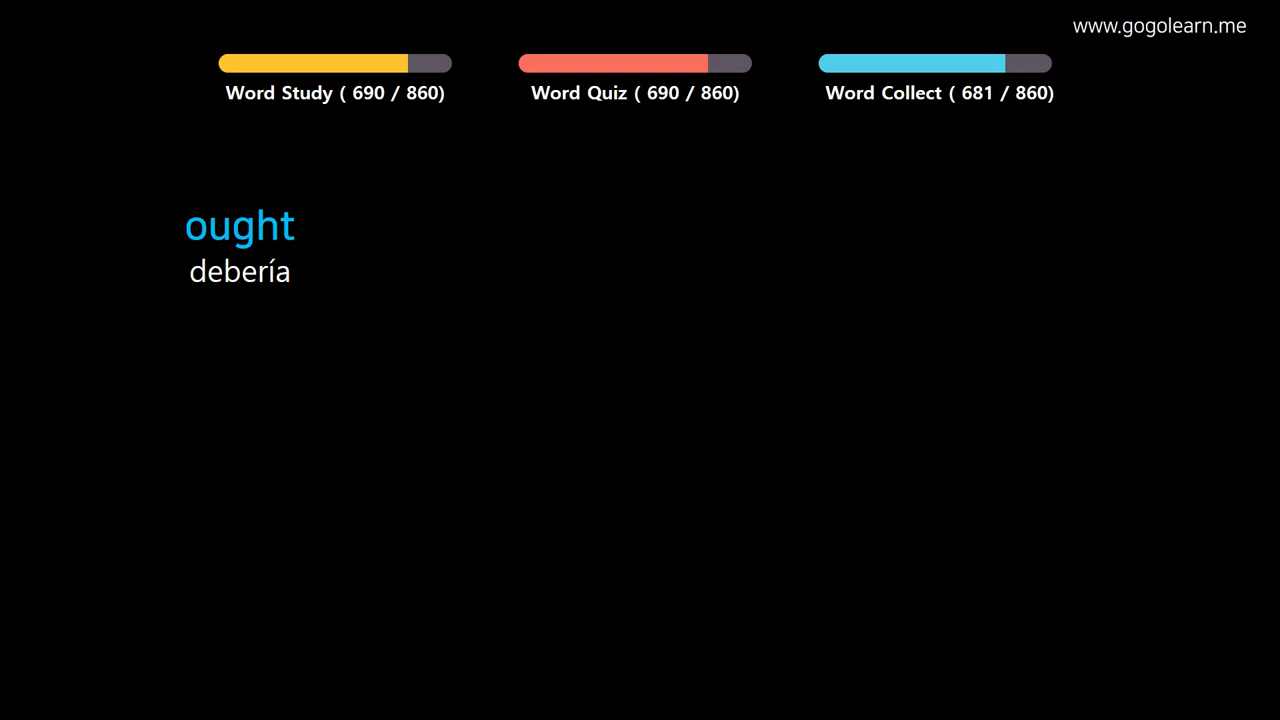 www.gogolearn.me
Word Study ( 690 / 860)
Word Quiz ( 690 / 860)
Word Collect ( 681 / 860)
ought
debería